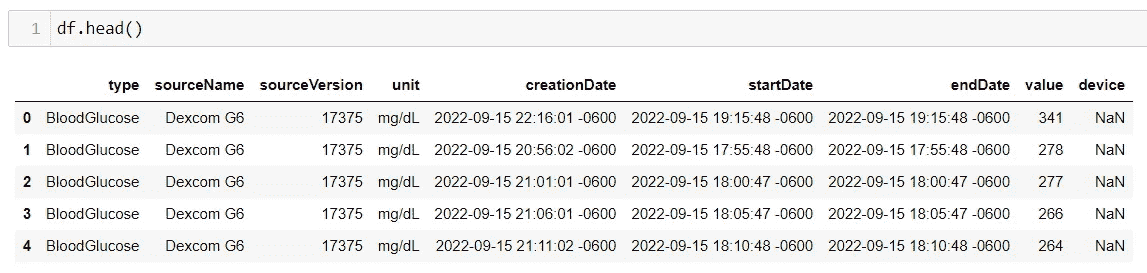 1 df.head()
type sourceName sourceVersion unit creationDate startDate endDate value device
0 BloodGlucose Dexcom G6 17375 mg/dL 2022-09-15 22:16:01 -0600 2022-09-15 19:15:48 -0600 2022-09-15 19:15:48 -0600 341 NaN
1 BloodGlucose Dexcom G6 17375 mg/dL 2022-09-15 20:56:02 -0600 2022-09-15 17:55:48 -0600 2022-09-15 17:55:48 -0600 278 NaN
2 BloodGlucose Dexcom G6 17375 mg/dL 2022-09-15 21:01:01 -0600 2022-09-15 18:00:47 -0600 2022-09-15 18:00:47 -0600 277 NaN
3 BloodGlucose Dexcom G6 17375 mg/dL 2022-09-15 21:06:01 -0600 2022-09-15 18:05:47 -0600 2022-09-15 18:05:47 -0600 266 NaN
4 BloodGlucose Dexcom G6 17375 mg/dL 2022-09-15 21:11:02 -0600 2022-09-15 18:10:48 -0600 2022-09-15 18:10:48 -0600 264 NaN